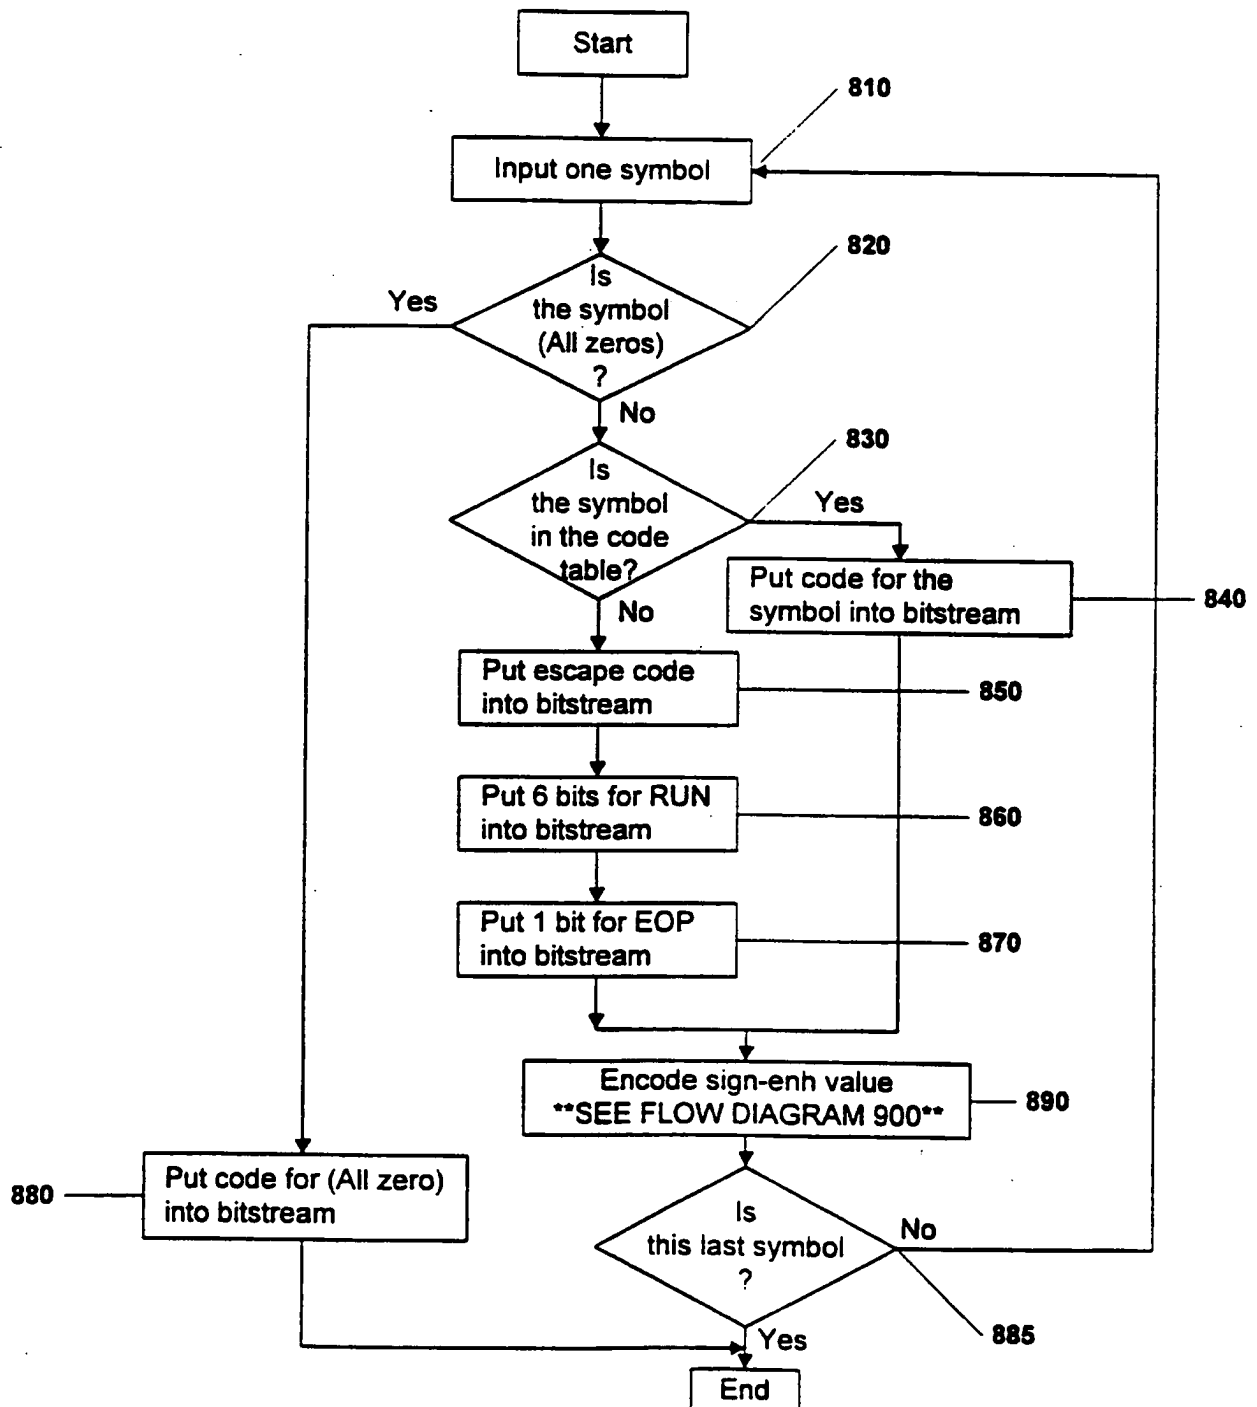 Start
810
Input one symbol
820
Yes
Is
the symbol
(All zeros)
?
No
830
Is
the symbol
in the code
table?
Yes
Put code for the
symbol into bitstream
840
No
Put escape code
into bitstream
850
Put 6 bits for RUN
into bitstream
860
Put 1 bit for EOP
into bitstream
870
Encode sign-enh value
**SEE FLOW DIAGRAM 900**
890
880
Put code for (All zero)
into bitstream
Is
this last symbol
?
No
885
Yes
End